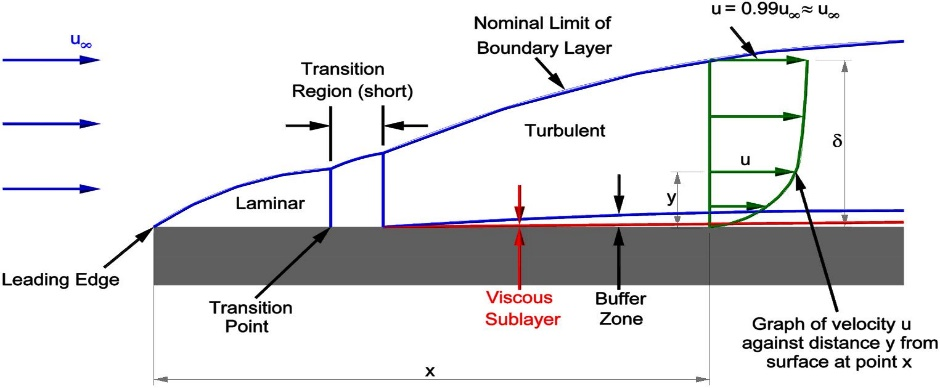 u = 0.99u∞ ≈ u∞
u∞
Nominal Limit of
Boundary Layer
Transition
Region (short)
Turbulent
δ
u
y
Laminar
Leading Edge
Transition
Point
Viscous
Sublayer
Buffer
Zone
Graph of velocity u
against distance y from
surface at point x
x